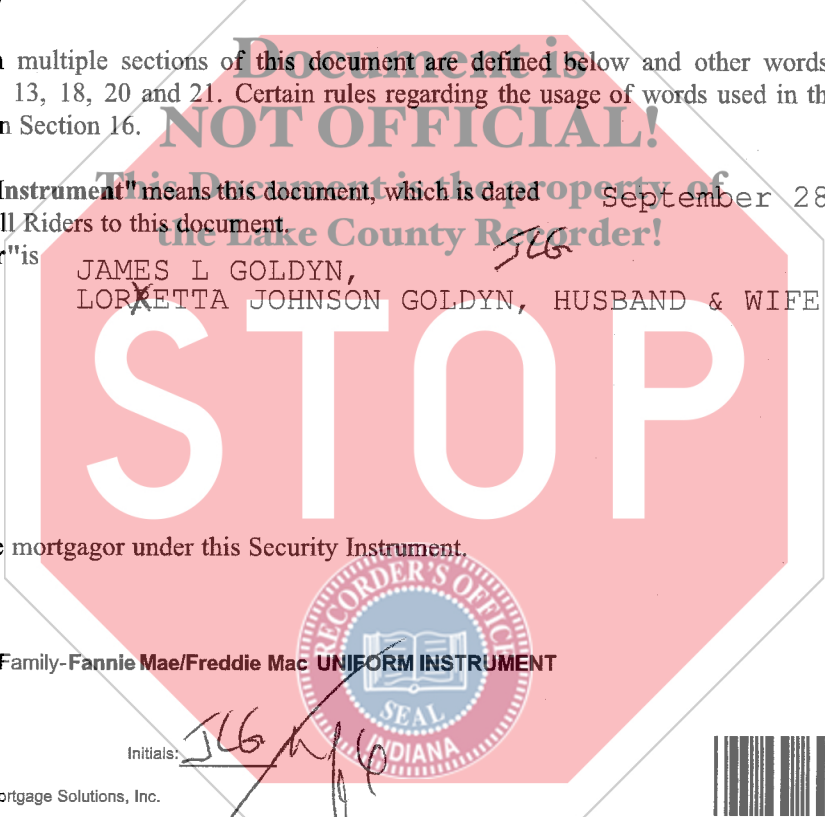 Document is
multiple sections of this document are defined below and other words
13, 18, 20 and 21. Certain rules regarding the usage of words used in
Section 16.
NOT OFFICIAL!
Instrument" means this document, which is dated September 28
This Document is the property of
Riders to this document.
the Lake County Recorder!
JLG
is
JAMES L GOLDYN,
LORRETTA JOHNSON GOLDYN, HUSBAND & WIFE
STOP
mortgagor under this Security Instrument.
RECORDER'S OFFICE
Family-Fannie Mae/Freddie Mac UNIFORM INSTRUMENT
SEAL
INDIANA
Initials: JLG
Solutions, Inc.